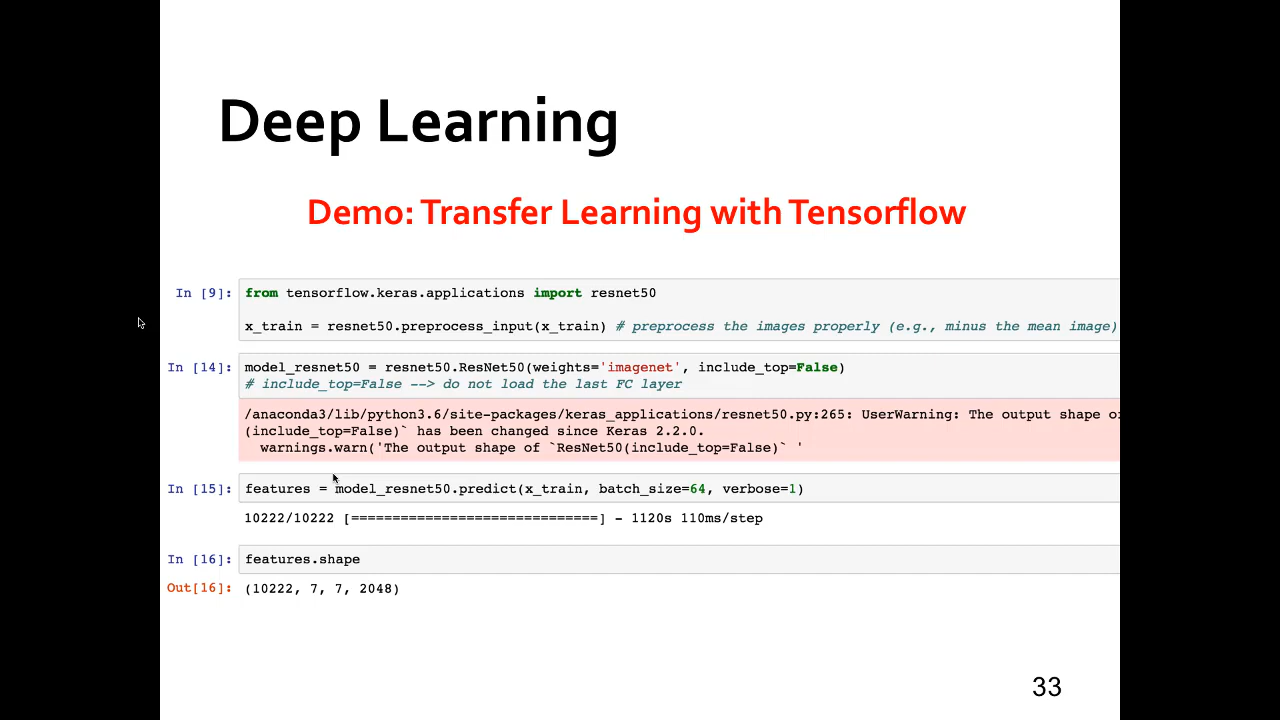 Deep Learning
Demo: Transfer Learning with Tensorflow
In [9]: from tensorflow.keras.applications import resnet50
x_train = resnet50.preprocess_input(x_train) # preprocess the images properly (e.g., minus the mean image)
In [14]: model_resnet50 = resnet50.ResNet50(weights='imagenet', include_top=False)
# include_top=False --> do not load the last FC layer
/anaconda3/lib/python3.6/site-packages/keras_applications/resnet50.py:265: UserWarning: The output shape
(include_top=False)` has been changed since Keras 2.2.0.
warnings.warn('The output shape of `ResNet50(include_top=False)` '
In [15]: features = model_resnet50.predict(x_train, batch_size=64, verbose=1)
10222/10222 [==============================] - 1120s 110ms/step
In [16]: features.shape
Out[16]: (10222, 7, 7, 2048)
33